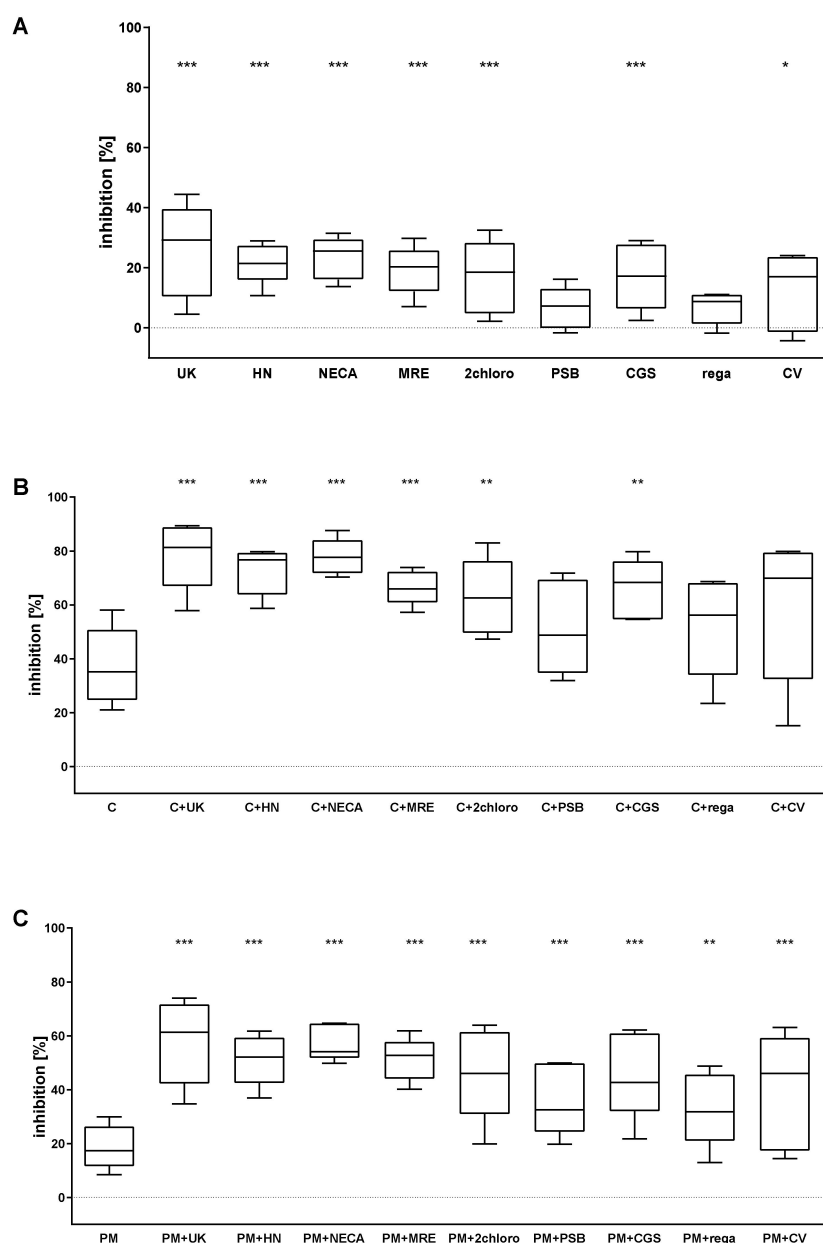 A
100
*** *** *** *** *** *** *
80
60
40
20
0
inhibition [%]
UK HN NECA MRE 2chloro PSB CGS rega CV
B
*** *** *** *** ** **
100
80
60
40
20
0
inhibition [%]
C C+UK C+HN C+NECA C+MRE C+2chloro C+PSB C+CGS C+rega C+CV
C
100
*** *** *** *** *** *** *** ** ***
80
60
40
20
0
inhibition [%]
PM PM+UK PM+HN PM+NECA PM+MRE PM+2chloro PM+PSB PM+CGS PM+rega PM+CV